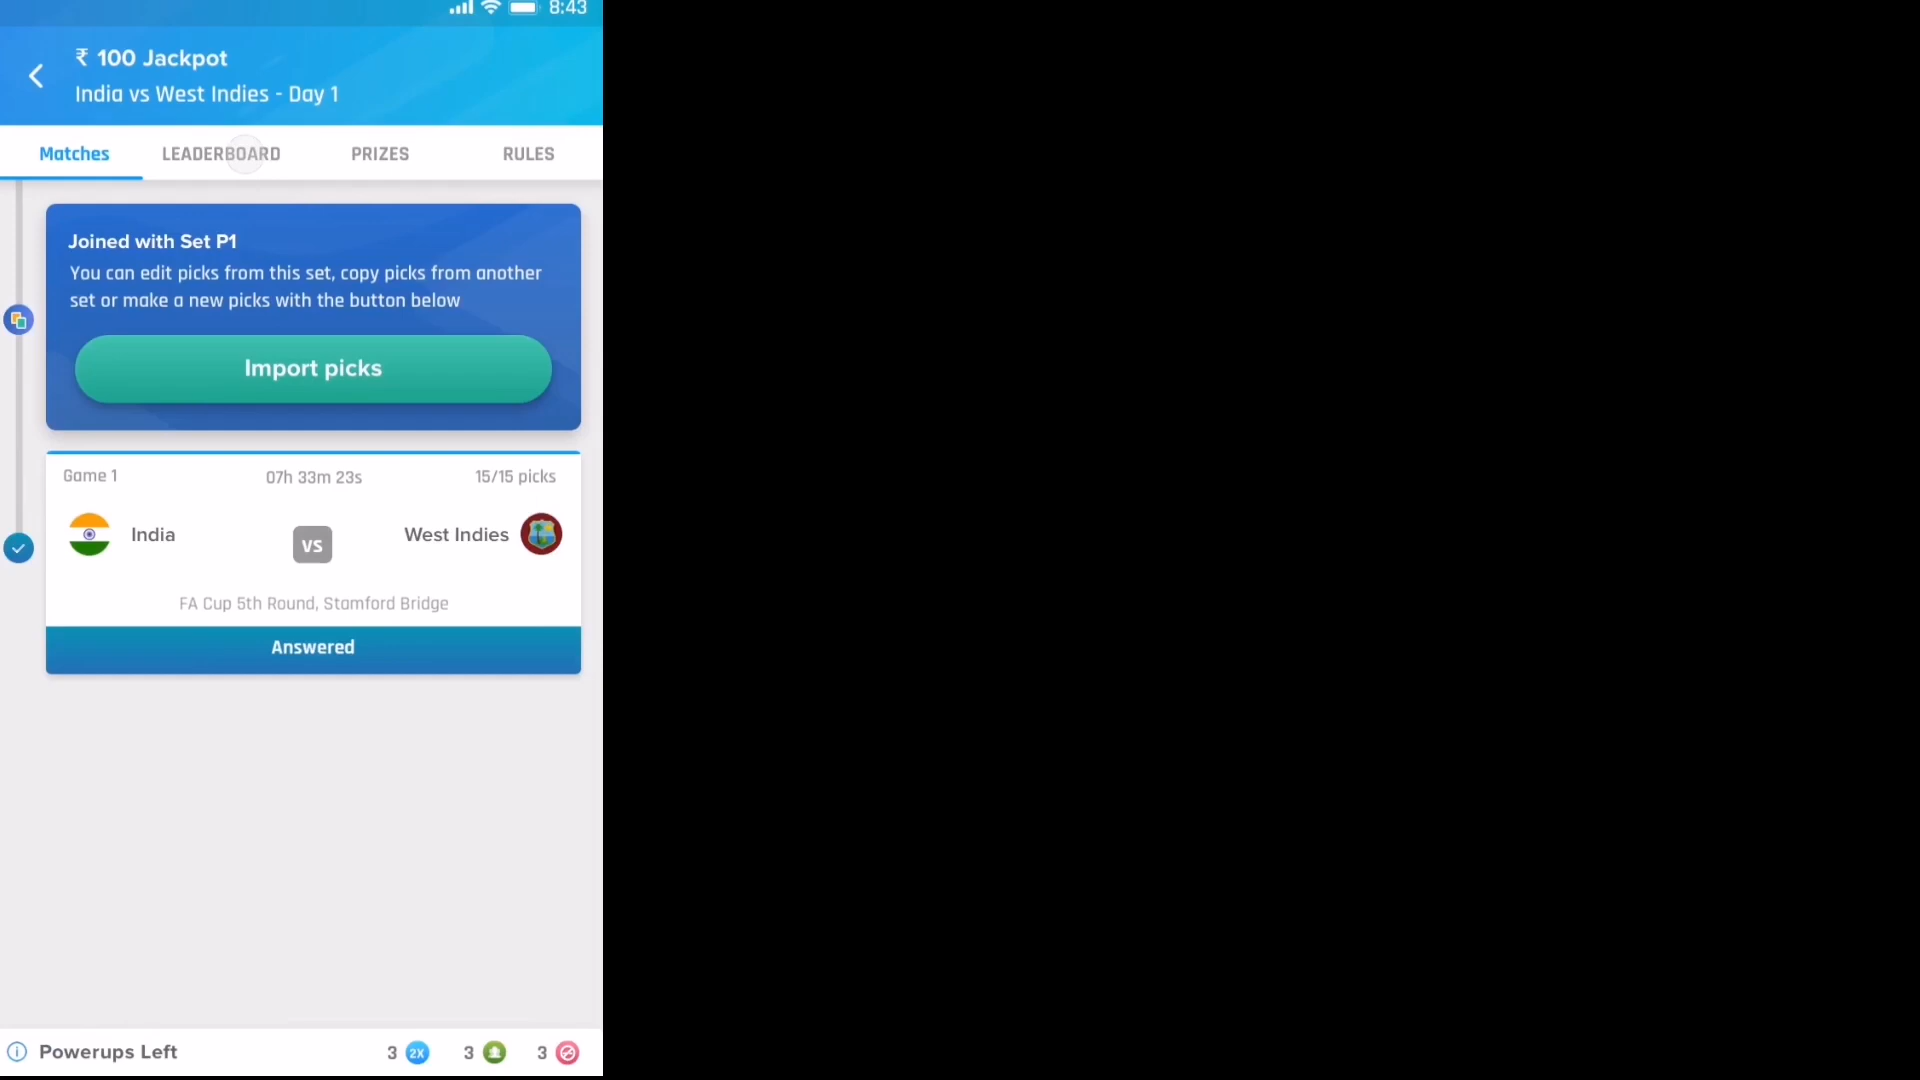 8:43
₹ 100 Jackpot
India vs West Indies - Day 1
Matches LEADERBOARD PRIZES RULES
Joined with Set P1
You can edit picks from this set, copy picks from another
set or make a new picks with the button below
Import picks
Game 1 07h 33m 23s 15/15 picks
India VS West Indies
FA Cup 5th Round, Stamford Bridge
Answered
Powerups Left 3 2X 3 3